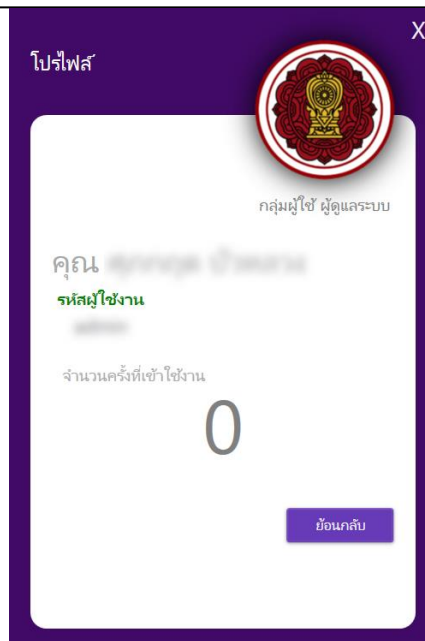 X
โปรไฟล์
กลุ่มผู้ใช้ ผู้ดูแลระบบ
คุณ
รหัสผู้ใช้งาน
จำนวนครั้งที่เข้าใช้งาน
0
ย้อนกลับ